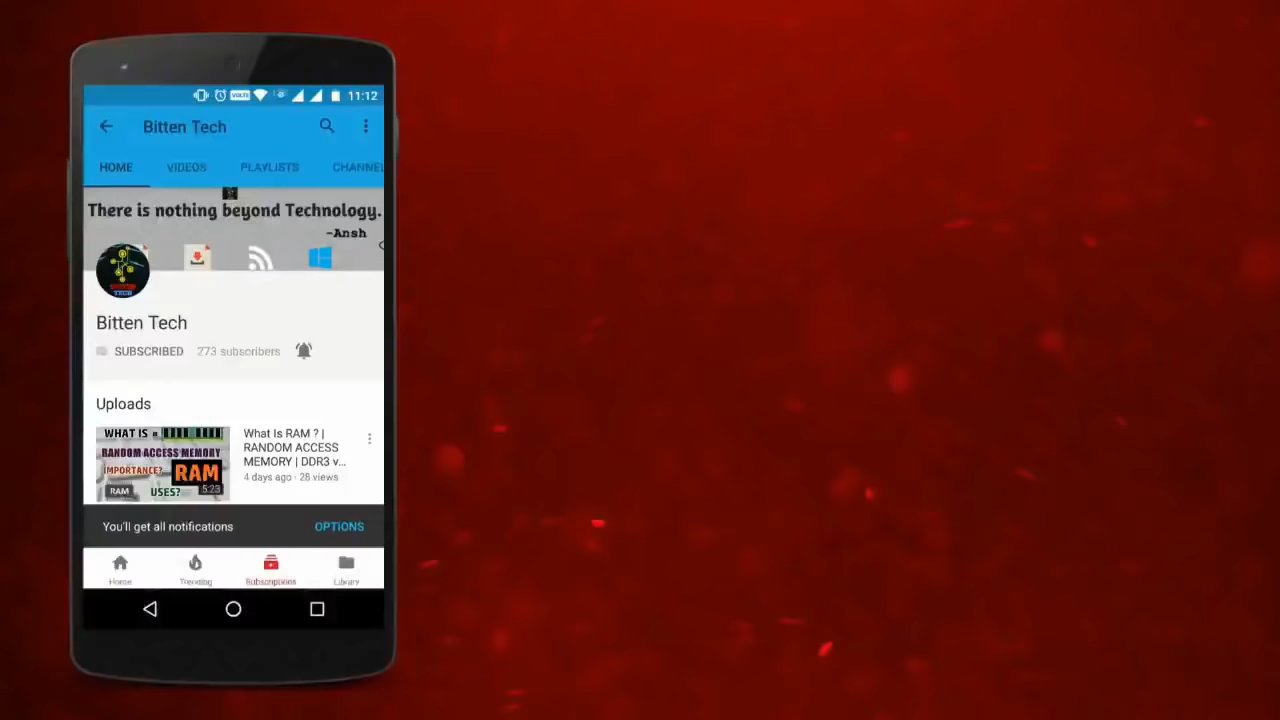 VoLTE 11:12
Bitten Tech
HOME VIDEOS PLAYLISTS CHANNEL
There is nothing beyond Technology.
-Ansh
TECH
Bitten Tech
SUBSCRIBED 273 subscribers
Uploads
WHAT IS
RANDOM ACCESS MEMORY
IMPORTANCE? RAM
RAM USES? 5:23
What Is RAM ? |
RANDOM ACCESS
MEMORY | DDR3 v...
4 days ago · 28 views
You'll get all notifications OPTIONS
Home Trending Subscriptions Library